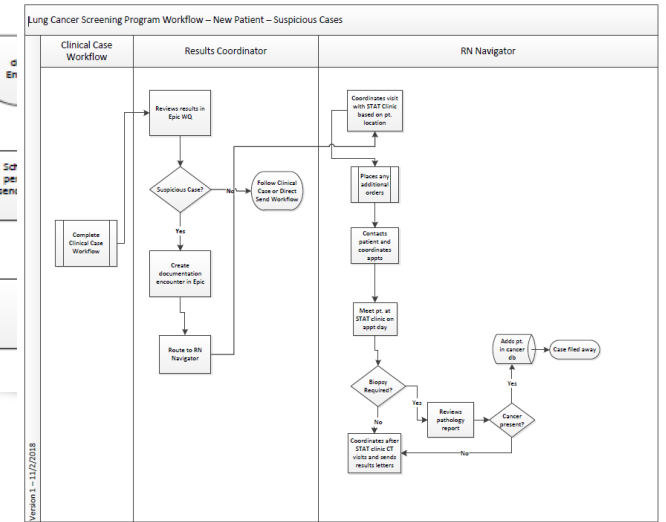 Lung Cancer Screening Program Workflow – New Patient – Suspicious Cases
Clinical Case
Workflow
Results Coordinator
RN Navigator
d
En
Sch
per
send
Complete
Clinical Case
Workflow
Reviews results in
Epic WQ
Suspicious Case?
No
Follow Clinical
Case or Direct
Send Workflow
Yes
Create
documentation
encounter in Epic
Route to RN
Navigator
Coordinates visit
with STAT Clinic
based on pt.
location
Places any
additional
orders
Contacts
patient and
coordinates
appts
Meet pt. at
STAT clinic on
appt day
Biopsy
Required?
Yes
No
Reviews
pathology
report
Cancer
present?
Yes
No
Adds pt.
in cancer
db
Case filed away
Coordinates after
STAT clinic CT
visits and sends
results letters
Version 1 – 11/2/2018